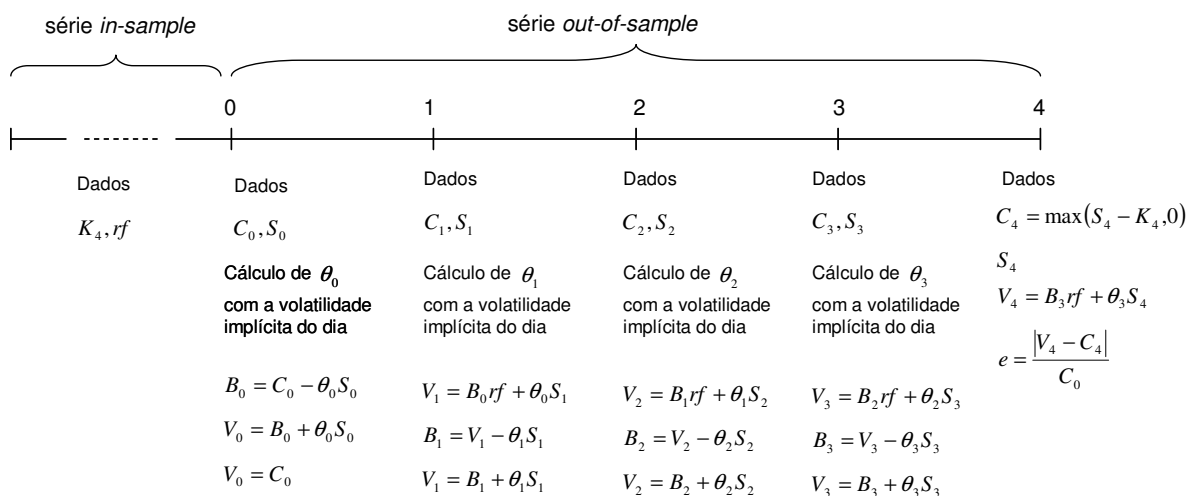 série in-sample
série out-of-sample
0 1 2 3 4
Dados
K_4, rf
Dados
C_0, S_0
Cálculo de θ_0
com a volatilidade
implícita do dia
B_0 = C_0 − θ_0 S_0
V_0 = B_0 + θ_0 S_0
V_0 = C_0
Dados
C_1, S_1
Cálculo de θ_1
com a volatilidade
implícita do dia
V_1 = B_0 rf + θ_0 S_1
B_1 = V_1 − θ_1 S_1
V_1 = B_1 + θ_1 S_1
Dados
C_2, S_2
Cálculo de θ_2
com a volatilidade
implícita do dia
V_2 = B_1 rf + θ_1 S_2
B_2 = V_2 − θ_2 S_2
V_2 = B_2 + θ_2 S_2
Dados
C_3, S_3
Cálculo de θ_3
com a volatilidade
implícita do dia
V_3 = B_2 rf + θ_2 S_3
B_3 = V_3 − θ_3 S_3
V_3 = B_3 + θ_3 S_3
Dados
C_4 = max(S_4 − K_4, 0)
S_4
V_4 = B_3 rf + θ_3 S_4
e = |V_4 − C_4| / C_0